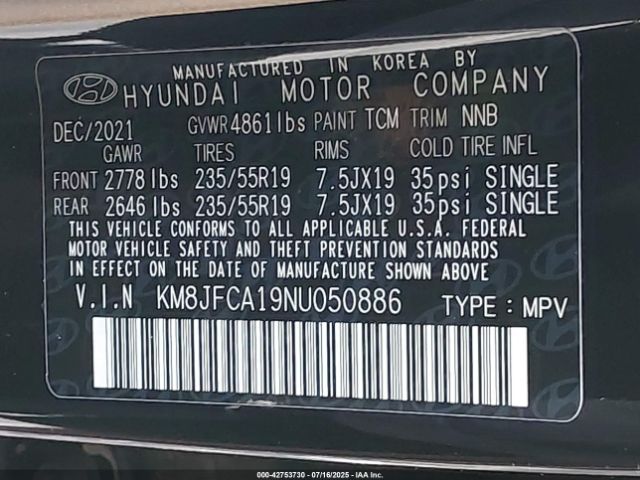 MANUFACTURED IN KOREA BY
HYUNDAI MOTOR COMPANY
DEC/2021 GVWR 4861 lbs PAINT TCM TRIM NNB
GAWR TIRES RIMS COLD TIRE INFL
FRONT 2778 lbs 235/55R19 7.5JX19 35psi SINGLE
REAR 2646 lbs 235/55R19 7.5JX19 35psi SINGLE
THIS VEHICLE CONFORMS TO ALL APPLICABLE U.S.A. FEDERAL
MOTOR VEHICLE SAFETY AND THEFT PREVENTION STANDARDS
IN EFFECT ON THE DATE OF MANUFACTURE SHOWN ABOVE
V.I.N KM8JFCA19NU050886 TYPE : MPV
000-42753730 - 07/16/2025 - IAA, Inc.